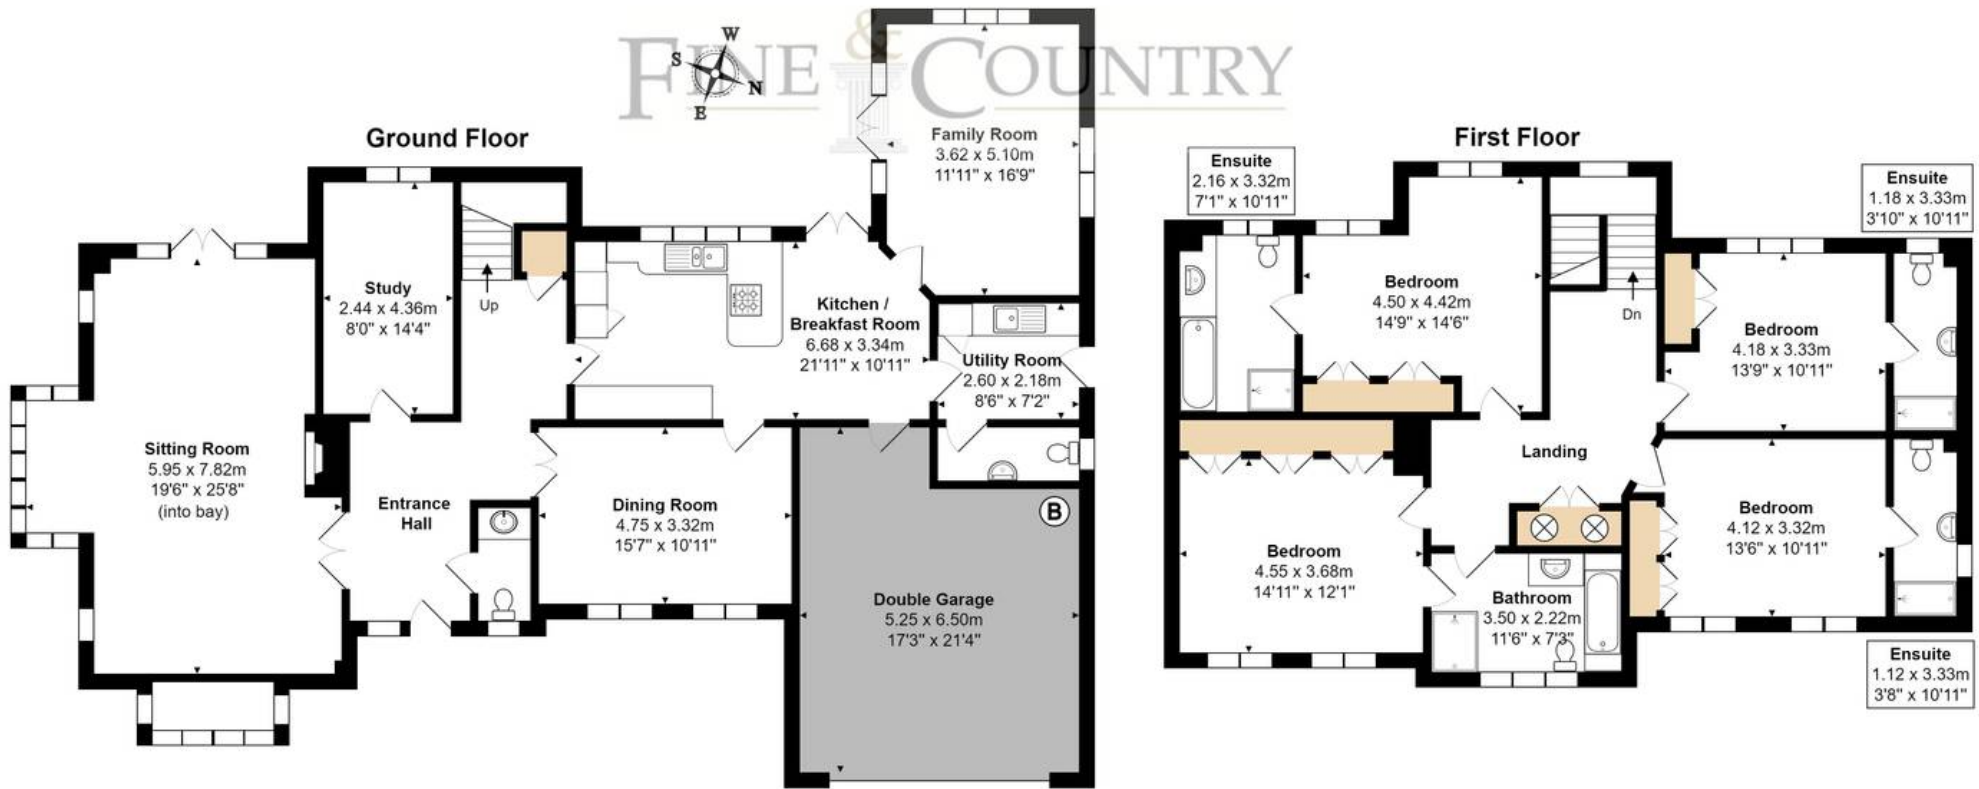 FINE & COUNTRY
W
S
N
E
Ground Floor
First Floor
Family Room
3.62 x 5.10m
11'11" x 16'9"
Study
2.44 x 4.36m
8'0" x 14'4"
Up
Kitchen /
Breakfast Room
6.68 x 3.34m
21'11" x 10'11"
Utility Room
2.60 x 2.18m
8'6" x 7'2"
Sitting Room
5.95 x 7.82m
19'6" x 25'8"
(into bay)
Entrance
Hall
Dining Room
4.75 x 3.32m
15'7" x 10'11"
B
Double Garage
5.25 x 6.50m
17'3" x 21'4"
Ensuite
2.16 x 3.32m
7'1" x 10'11"
Ensuite
1.18 x 3.33m
3'10" x 10'11"
Bedroom
4.50 x 4.42m
14'9" x 14'6"
Dn
Bedroom
4.18 x 3.33m
13'9" x 10'11"
Landing
Bedroom
4.55 x 3.68m
14'11" x 12'1"
Bedroom
4.12 x 3.32m
13'6" x 10'11"
Bathroom
3.50 x 2.22m
11'6" x 7'3"
Ensuite
1.12 x 3.33m
3'8" x 10'11"